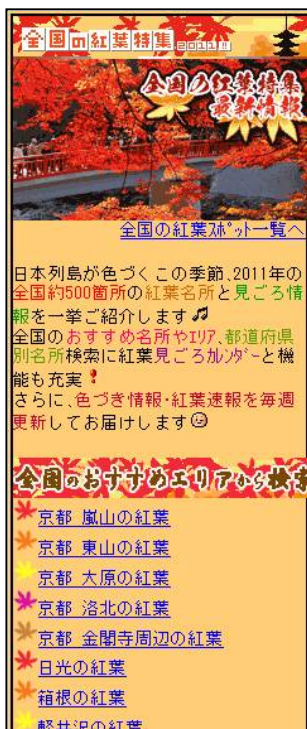 全国の紅葉特集2011!!
全国の紅葉特集
最新情報
全国の紅葉ｽﾎﾟｯﾄ一覧へ
日本列島が色づくこの季節､2011年の
全国約500箇所の紅葉名所と見ごろ情
報を一挙ご紹介します♪
全国のおすすめ名所やｴﾘｱ､都道府県
別名所検索に紅葉見ごろｶﾚﾝﾀﾞｰと機
能も充実❢
さらに､色づき情報･紅葉速報を毎週
更新してお届けします☺
全国のおすすめエリアから検索
京都 嵐山の紅葉
京都 東山の紅葉
京都 大原の紅葉
京都 洛北の紅葉
京都 金閣寺周辺の紅葉
日光の紅葉
箱根の紅葉
軽井沢の紅葉